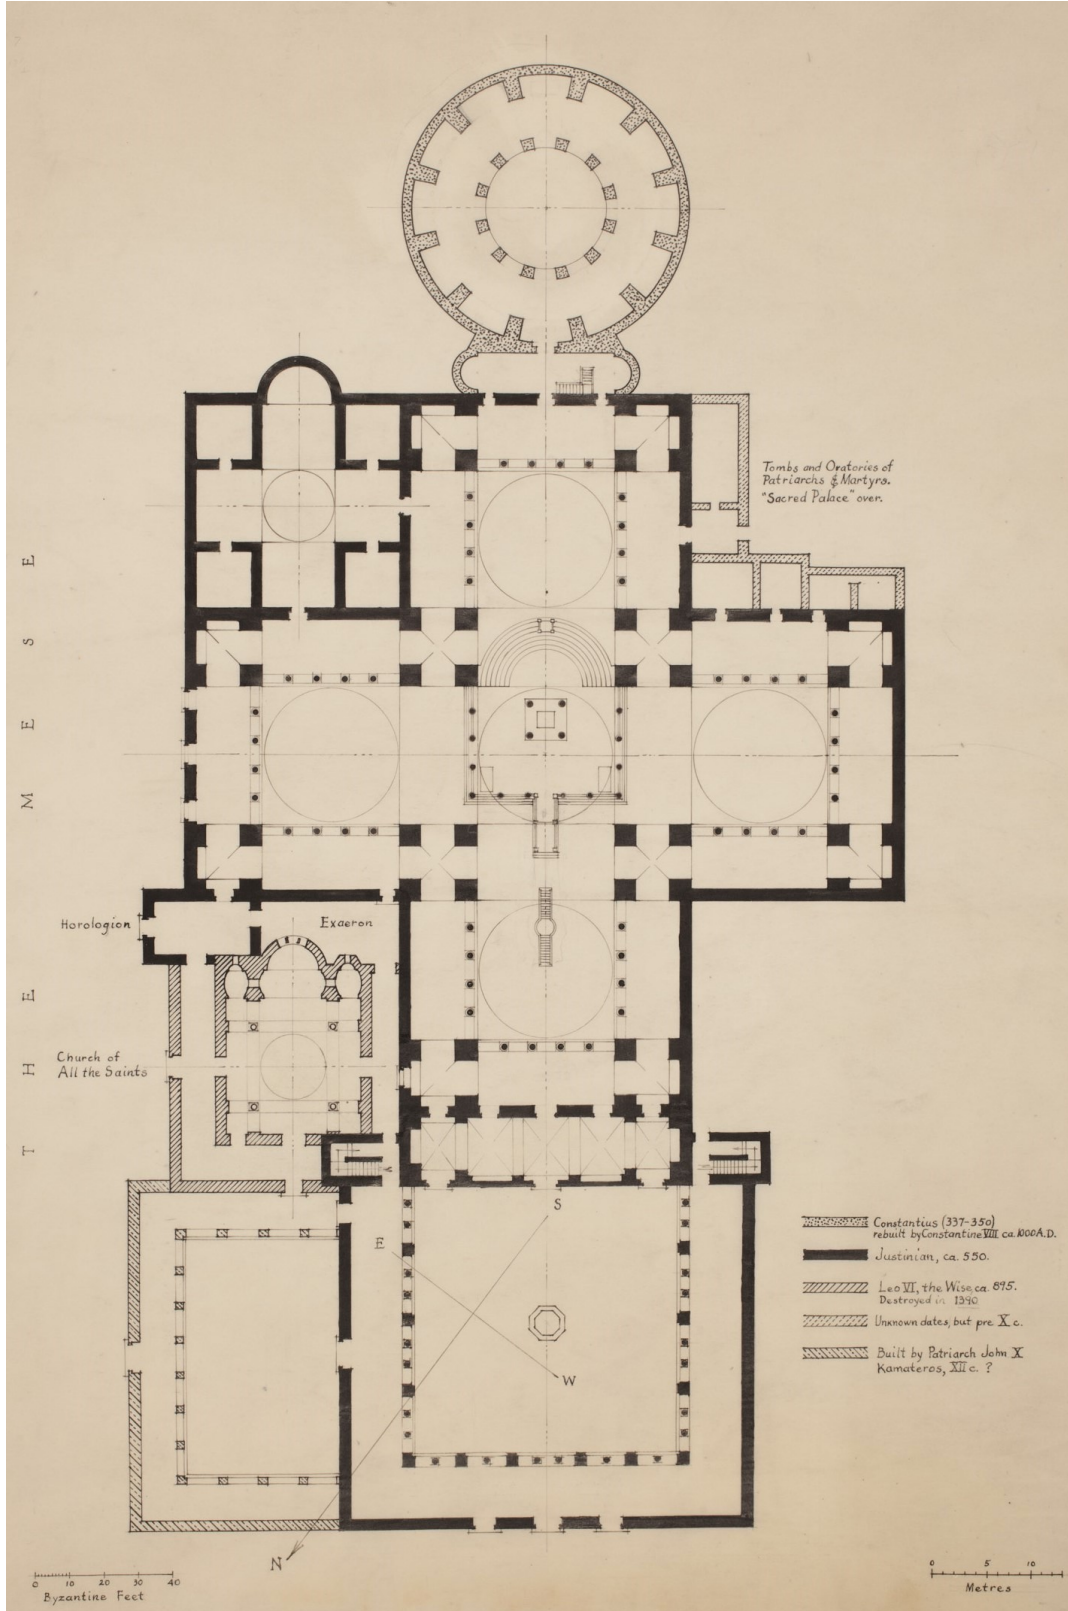 Tombs and Oratories of
Patriarchs & Martyrs.
"Sacred Palace" over.
THE MESE
Horologion
Exaeron
Church of
All the Saints
S
E
W
N
Constantius (337-350)
rebuilt by Constantine VIII ca. 1000 A.D.
Justinian, ca. 550.
Leo VI, the Wise, ca. 895.
Destroyed in 1390
Unknown dates, but pre X c.
Built by Patriarch John X
Kamateros, XII c. ?
0 10 20 30 40
Byzantine Feet
0 5 10
Metres